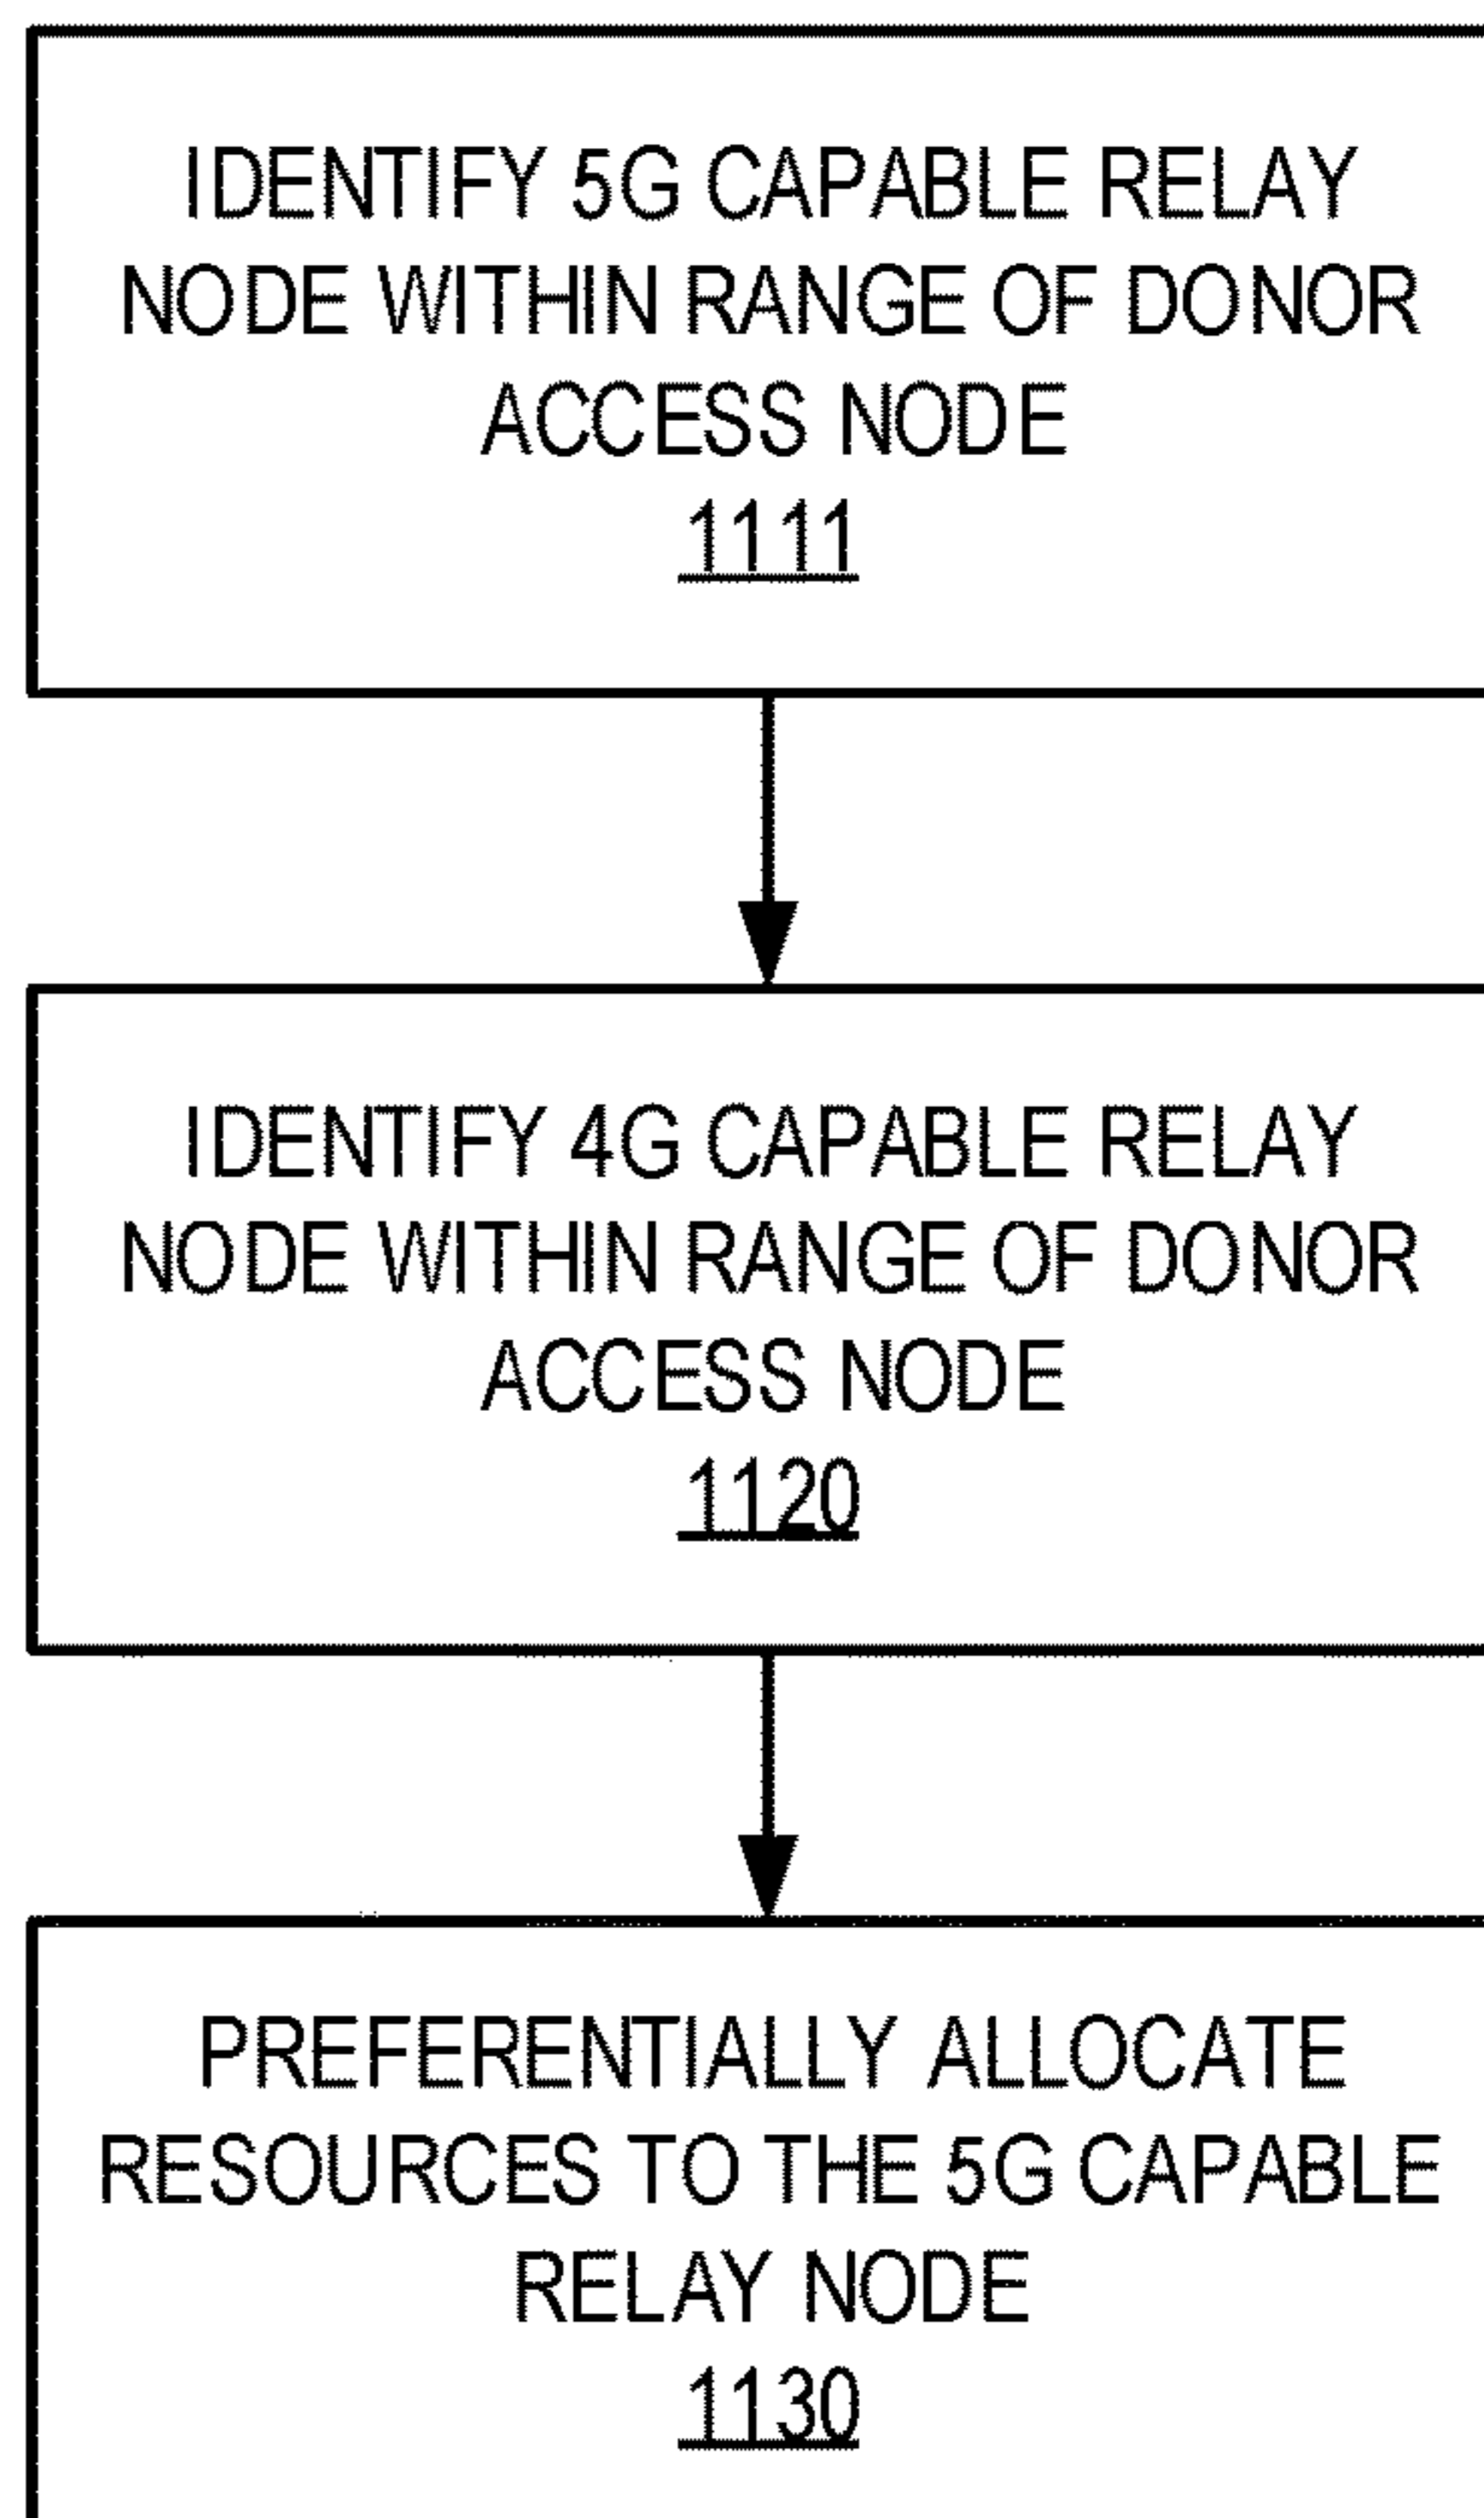 IDENTIFY 5G CAPABLE RELAY
NODE WITHIN RANGE OF DONOR
ACCESS NODE
1111
IDENTIFY 4G CAPABLE RELAY
NODE WITHIN RANGE OF DONOR
ACCESS NODE
1120
PREFERENTIALLY ALLOCATE
RESOURCES TO THE 5G CAPABLE
RELAY NODE
1130